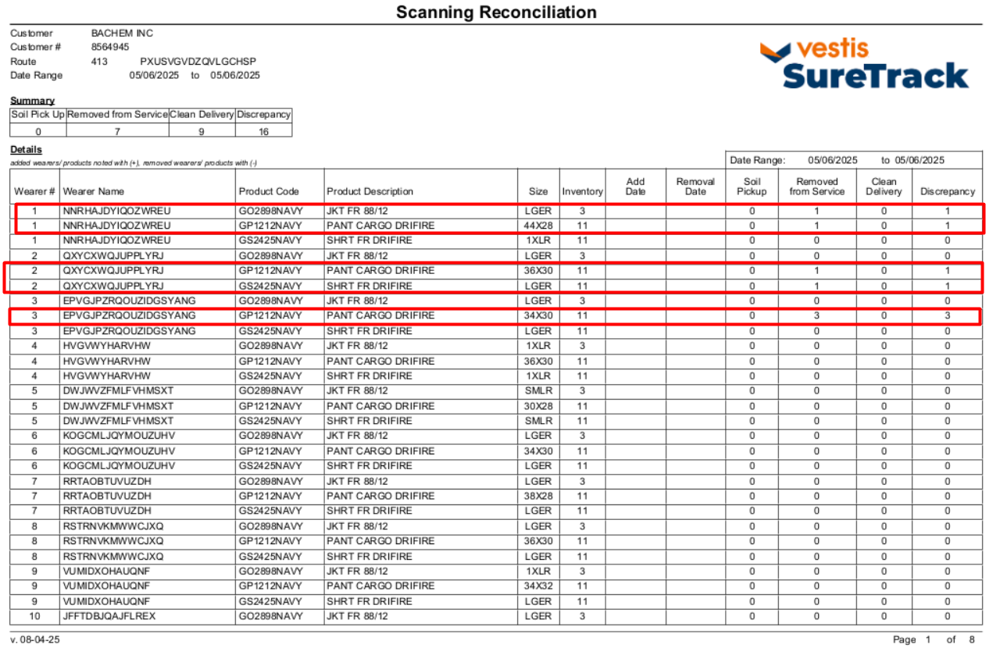 Scanning Reconciliation
Customer BACHEM INC
Customer # 8564945
Route 413 PXUSVGVDZQVLGCHSP
Date Range 05/06/2025 to 05/06/2025
vestis
SureTrack
Summary
Soil Pick Up Removed from Service Clean Delivery Discrepancy
0 7 9 16
Details
added wearers/ products noted with (+), removed wearers/ products with (-)
Date Range: 05/06/2025 to 05/06/2025
Wearer # Wearer Name Product Code Product Description Size Inventory Add Date Removal Date Soil Pickup Removed from Service Clean Delivery Discrepancy
1 NNRHAJDYIQOZWREU GO2898NAVY JKT FR 88/12 LGER 3 0 1 0 1
1 NNRHAJDYIQOZWREU GP1212NAVY PANT CARGO DRIFIRE 44X28 11 0 1 0 1
1 NNRHAJDYIQOZWREU GS2425NAVY SHRT FR DRIFIRE 1XLR 11 0 0 0 0
2 QXYCXWQJUPPLYRJ GO2898NAVY JKT FR 88/12 LGER 3 0 0 0 0
2 QXYCXWQJUPPLYRJ GP1212NAVY PANT CARGO DRIFIRE 36X30 11 0 1 0 1
2 QXYCXWQJUPPLYRJ GS2425NAVY SHRT FR DRIFIRE LGER 11 0 1 0 1
3 EPVGJPZRQOUZIDGSYANG GO2898NAVY JKT FR 88/12 LGER 3 0 0 0 0
3 EPVGJPZRQOUZIDGSYANG GP1212NAVY PANT CARGO DRIFIRE 34X30 11 0 3 0 3
3 EPVGJPZRQOUZIDGSYANG GS2425NAVY SHRT FR DRIFIRE LGER 11 0 0 0 0
4 HVGVWYHARVHW GO2898NAVY JKT FR 88/12 1XLR 3 0 0 0 0
4 HVGVWYHARVHW GP1212NAVY PANT CARGO DRIFIRE 36X30 11 0 0 0 0
4 HVGVWYHARVHW GS2425NAVY SHRT FR DRIFIRE 1XLR 11 0 0 0 0
5 DWJWVZFMLFVHMSXT GO2898NAVY JKT FR 88/12 SMLR 3 0 0 0 0
5 DWJWVZFMLFVHMSXT GP1212NAVY PANT CARGO DRIFIRE 30X28 11 0 0 0 0
5 DWJWVZFMLFVHMSXT GS2425NAVY SHRT FR DRIFIRE SMLR 11 0 0 0 0
6 KOGCMLJQYMOUZUHV GO2898NAVY JKT FR 88/12 LGER 3 0 0 0 0
6 KOGCMLJQYMOUZUHV GP1212NAVY PANT CARGO DRIFIRE 34X30 11 0 0 0 0
6 KOGCMLJQYMOUZUHV GS2425NAVY SHRT FR DRIFIRE LGER 11 0 0 0 0
7 RRTAOBTUVUZDH GO2898NAVY JKT FR 88/12 LGER 3 0 0 0 0
7 RRTAOBTUVUZDH GP1212NAVY PANT CARGO DRIFIRE 38X28 11 0 0 0 0
7 RRTAOBTUVUZDH GS2425NAVY SHRT FR DRIFIRE LGER 11 0 0 0 0
8 RSTRNVKMWWCJXQ GO2898NAVY JKT FR 88/12 LGER 3 0 0 0 0
8 RSTRNVKMWWCJXQ GP1212NAVY PANT CARGO DRIFIRE 36X30 11 0 0 0 0
8 RSTRNVKMWWCJXQ GS2425NAVY SHRT FR DRIFIRE LGER 11 0 0 0 0
9 VUMIDXOHAUQNF GO2898NAVY JKT FR 88/12 1XLR 3 0 0 0 0
9 VUMIDXOHAUQNF GP1212NAVY PANT CARGO DRIFIRE 34X32 11 0 0 0 0
9 VUMIDXOHAUQNF GS2425NAVY SHRT FR DRIFIRE LGER 11 0 0 0 0
10 JFFTDBJQAJFLREX GO2898NAVY JKT FR 88/12 LGER 3 0 0 0 0
v. 08-04-25 Page 1 of 8